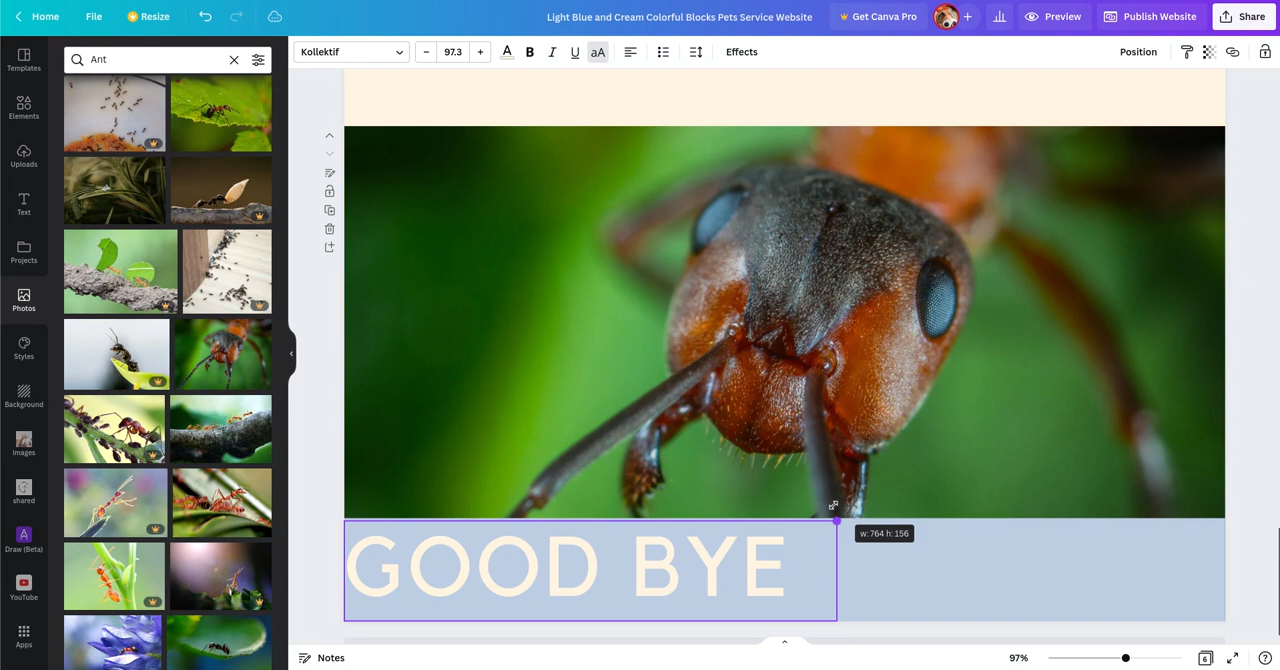 Home
File
Resize
Light Blue and Cream Colorful Blocks Pets Service Website
Get Canva Pro
Preview
Publish Website
Share
Templates
Elements
Uploads
Text
Projects
Photos
Styles
Background
images
shared
Draw (Beta)
YouTube
Apps
Ant
Kollektif
97.3
A
B
I
U
aA
Effects
Position
GOOD BYE
w: 764 h: 156
Notes
97%
6